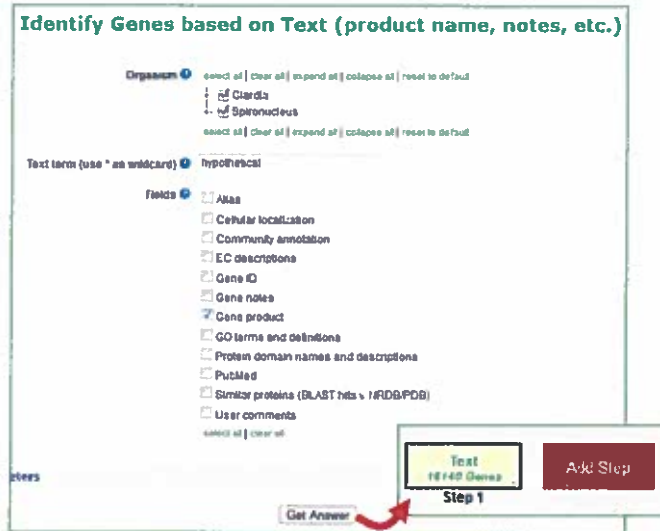 Identify Genes based on Text (product name, notes, etc.)
Organism select all | clear all | expand all | collapse all | reset to default
Giardia
Spironucleus
select all | clear all | expand all | collapse all | reset to default
Text term (use * as wildcard) hypothetical
Fields
Alias
Cellular localization
Community annotation
EC descriptions
Gene ID
Gene notes
Gene product
GO terms and definitions
Protein domain names and descriptions
PubMed
Similar proteins (BLAST hits v. NRDB/PDB)
User comments
select all | clear all
eters
Get Answer
Text
Genes
Step 1
Add Step